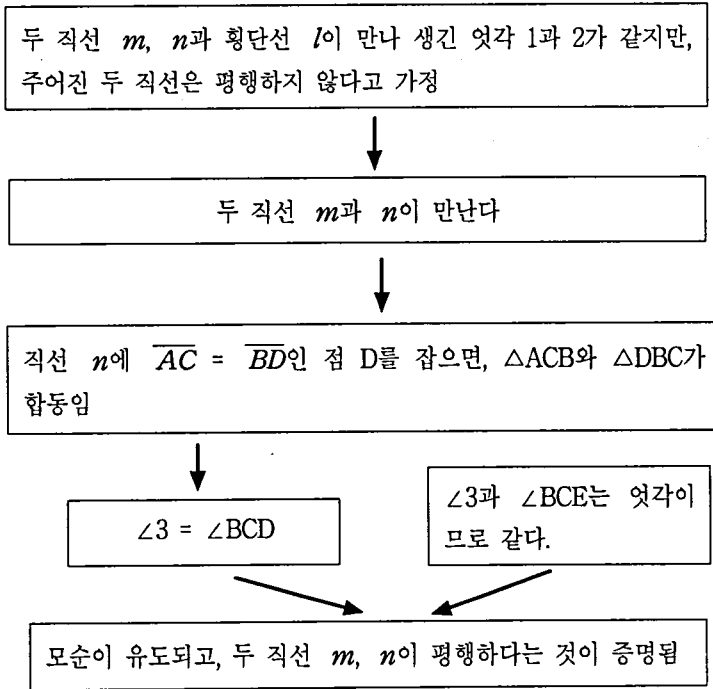 두 직선 m, n과 횡단선 l이 만나 생긴 엇각 1과 2가 같지만,
주어진 두 직선은 평행하지 않다고 가정
두 직선 m과 n이 만난다
직선 n에 \overline{AC} = \overline{BD}인 점 D를 잡으면, △ACB와 △DBC가
합동임
∠3 = ∠BCD
∠3과 ∠BCE는 엇각이
므로 같다.
모순이 유도되고, 두 직선 m, n이 평행하다는 것이 증명됨